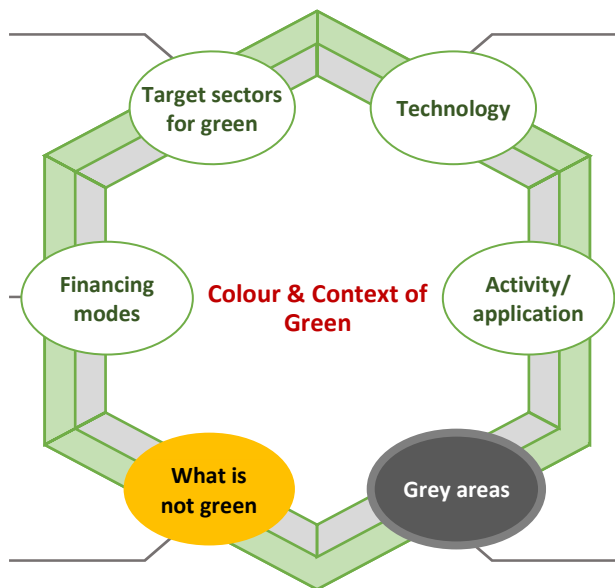 Target sectors
for green
Technology
Financing
modes
Colour & Context of
Green
Activity/
application
What is
not green
Grey areas